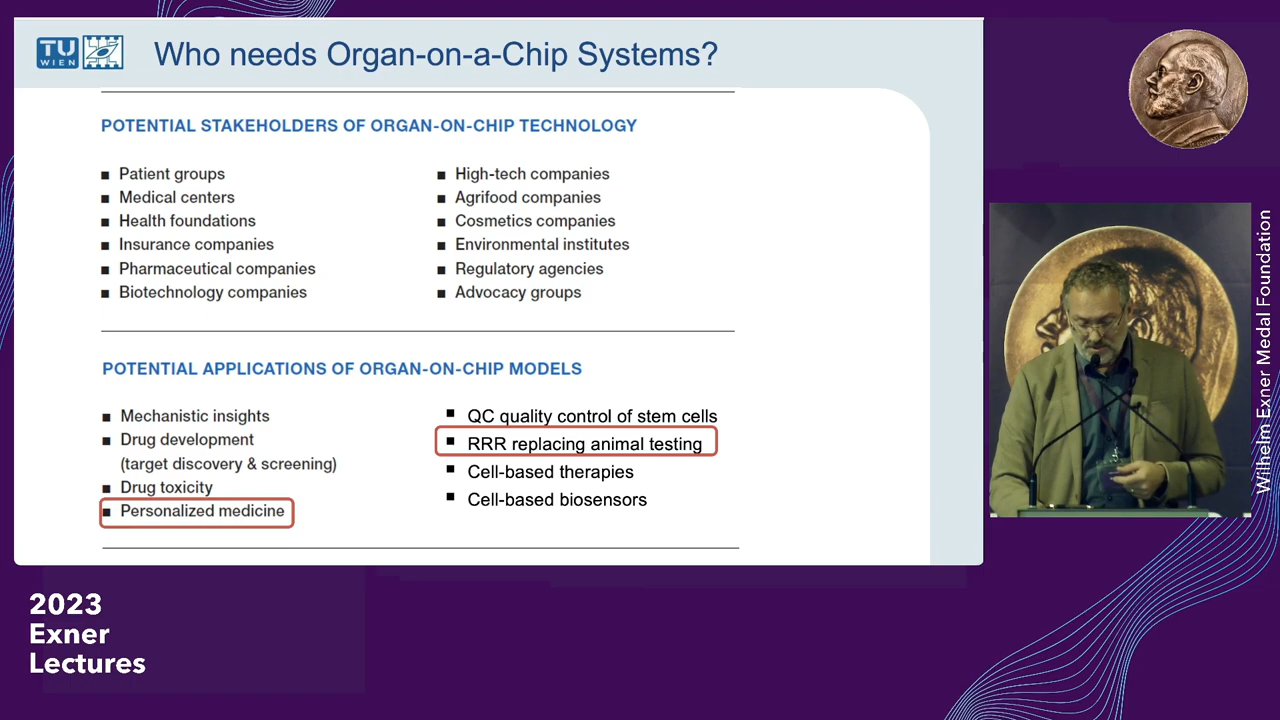 TU
WIEN
Who needs Organ-on-a-Chip Systems?
POTENTIAL STAKEHOLDERS OF ORGAN-ON-CHIP TECHNOLOGY
■ Patient groups
■ Medical centers
■ Health foundations
■ Insurance companies
■ Pharmaceutical companies
■ Biotechnology companies
■ High-tech companies
■ Agrifood companies
■ Cosmetics companies
■ Environmental institutes
■ Regulatory agencies
■ Advocacy groups
POTENTIAL APPLICATIONS OF ORGAN-ON-CHIP MODELS
■ Mechanistic insights
■ Drug development
(target discovery & screening)
■ Drug toxicity
■ Personalized medicine
■ QC quality control of stem cells
■ RRR replacing animal testing
■ Cell-based therapies
■ Cell-based biosensors
Wilhelm Exner Medal Foundation
2023
Exner
Lectures